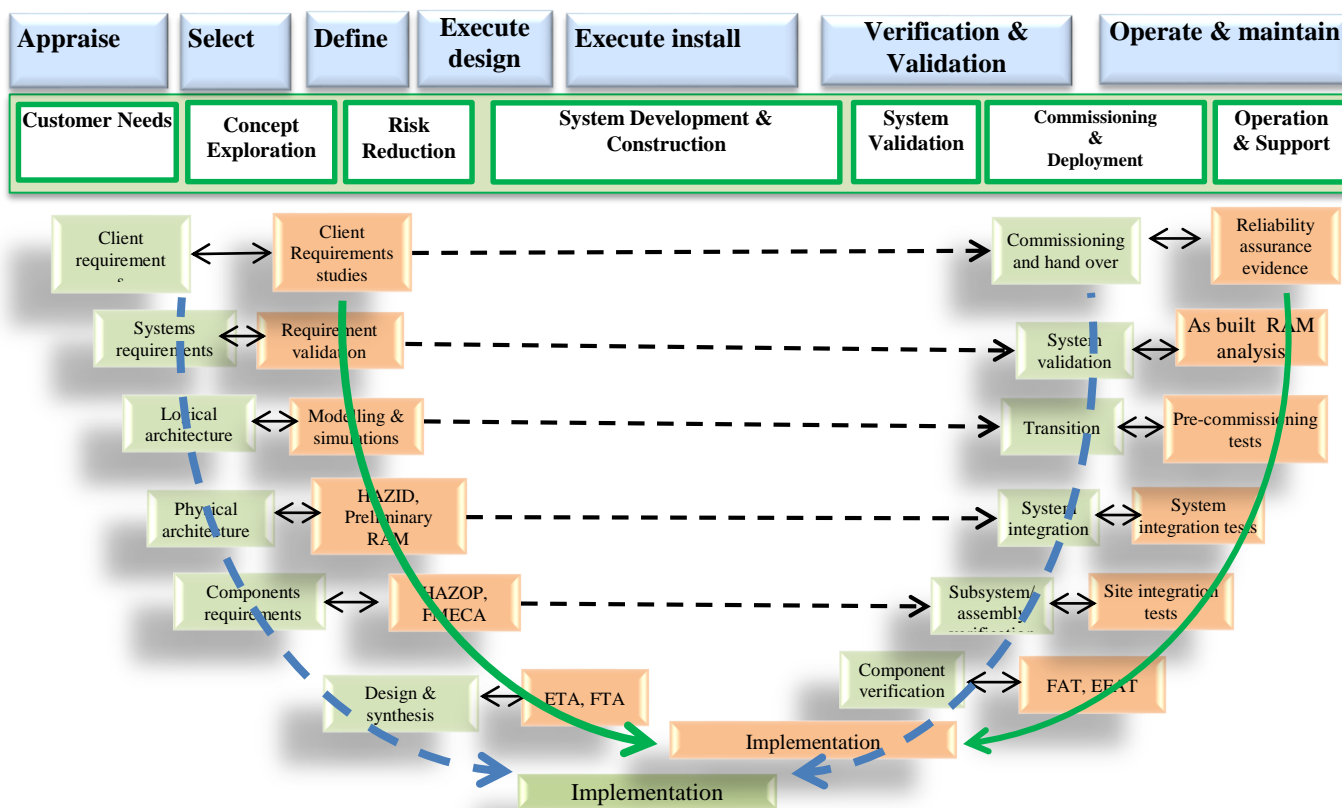 Appraise
Select
Define
Execute
design
Execute install
Verification &
Validation
Operate & maintain
Customer Needs
Concept
Exploration
Risk
Reduction
System Development &
Construction
System
Validation
Commissioning
&
Deployment
Operation
& Support
Client
requirement
Client
Requirements
studies
Commissioning
and hand over
Reliability
assurance
evidence
Systems
requirements
Requirement
validation
System
validation
As built RAM
analysis
Logical
architecture
Modelling &
simulations
Transition
Pre-commissioning
tests
Physical
architecture
HAZID,
Preliminary
RAM
System
integration
System
integration tests
Components
requirements
HAZOP,
FMECA
Subsystem/
assembly
verification
Site integration
tests
Design &
synthesis
ETA, FTA
Component
verification
FAT, EFAT
Implementation
Implementation